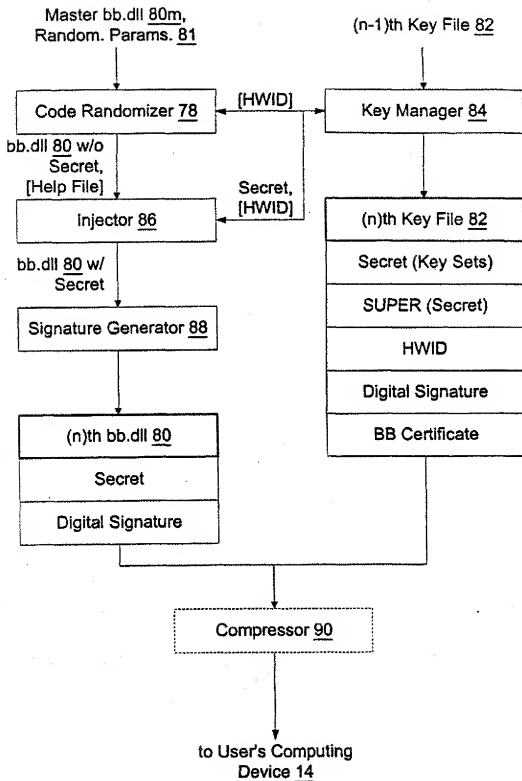 Master bb.dll 80m,
Random. Params. 81
(n-1)th Key File 82
Code Randomizer 78
[HWID]
Key Manager 84
bb.dll 80 w/o
Secret,
[Help File]
Secret,
[HWID]
Injector 86
(n)th Key File 82
bb.dll 80 w/
Secret
Secret (Key Sets)
Signature Generator 88
SUPER (Secret)
HWID
(n)th bb.dll 80
Digital Signature
Secret
BB Certificate
Digital Signature
Compressor 90
to User's Computing
Device 14